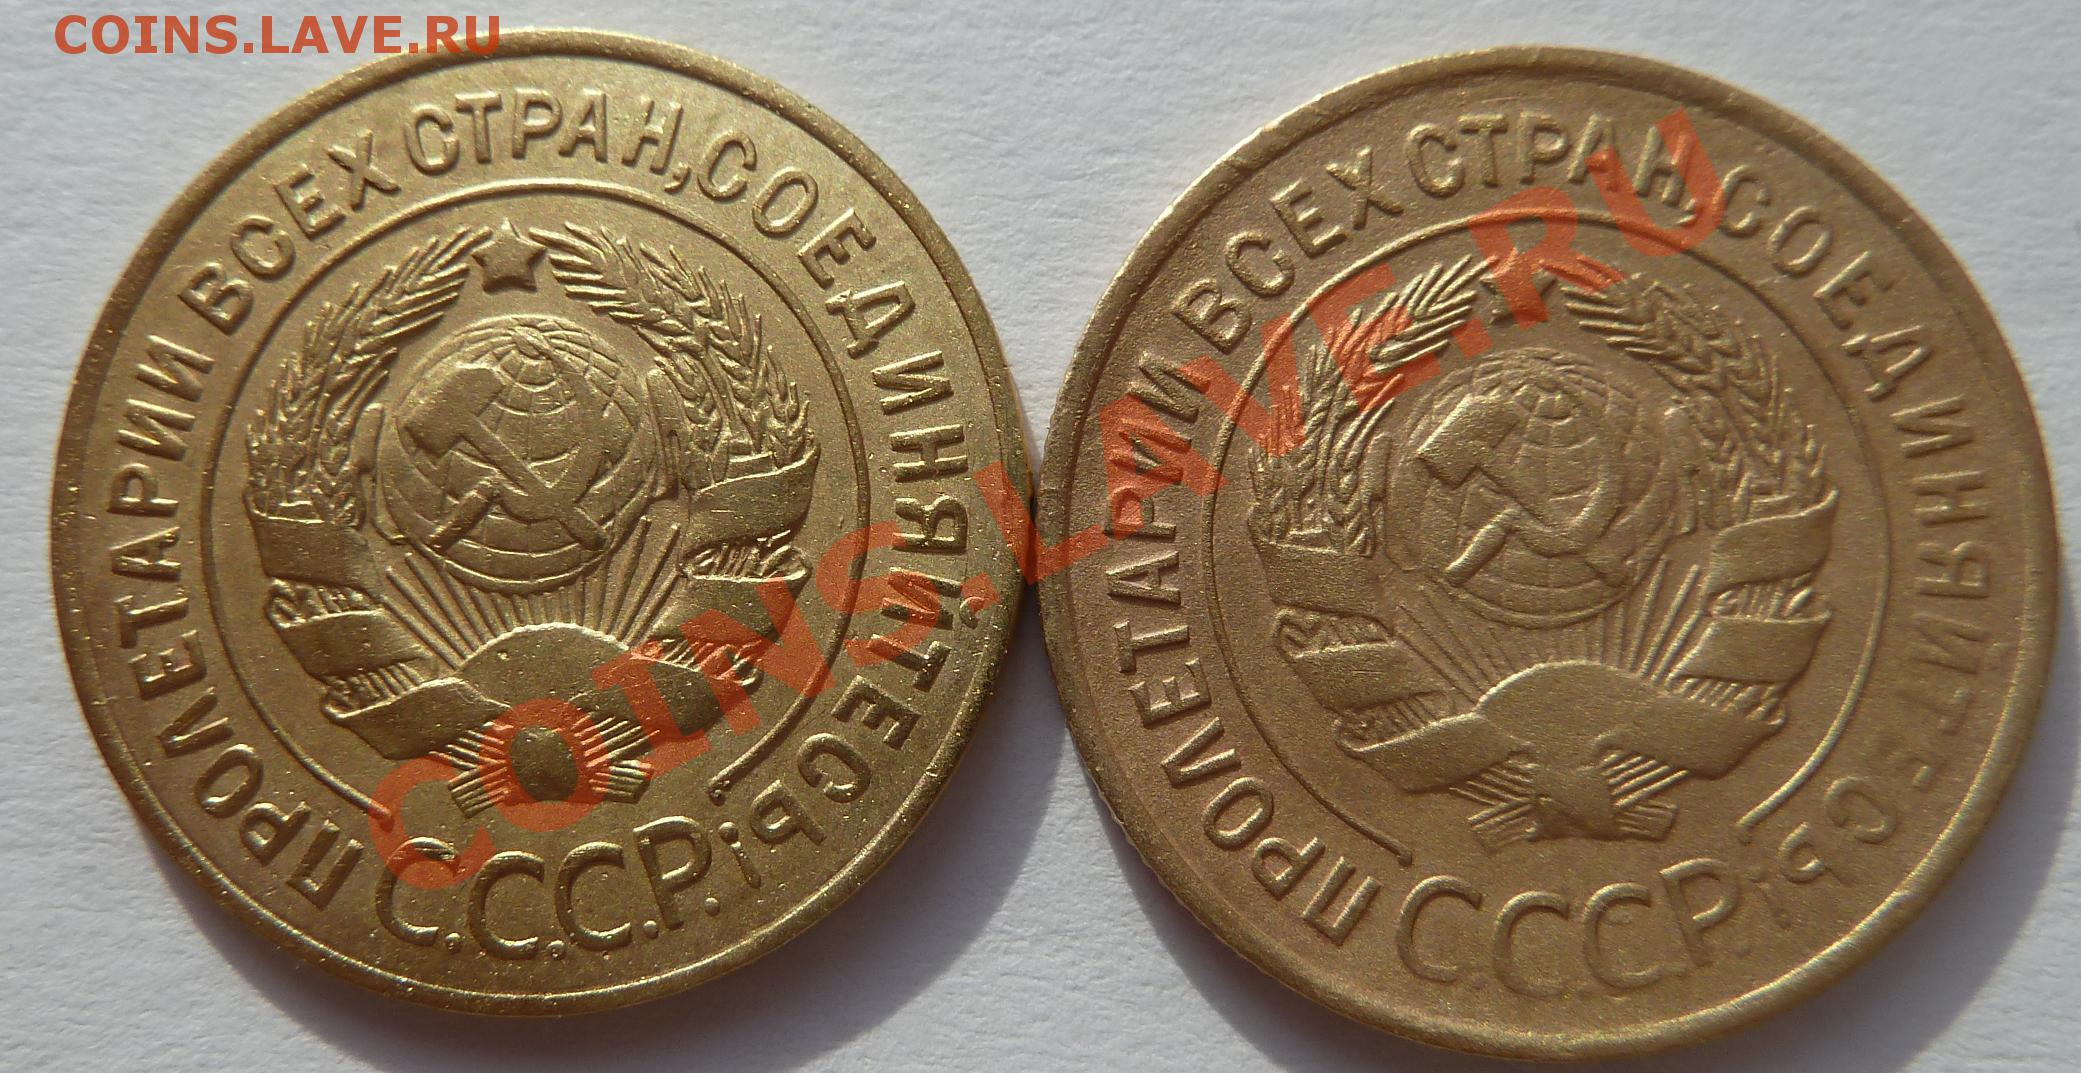 COINS.LAVE.RU
ПРОЛЕТАРИИ ВСЕХ СТРАН, СОЕДИНЯЙТЕСЬ!
С.С.С.Р.
ПРОЛЕТАРИИ ВСЕХ СТРАН, СОЕДИНЯЙТЕСЬ!
С.С.С.Р.
COINS.LAVE.RU